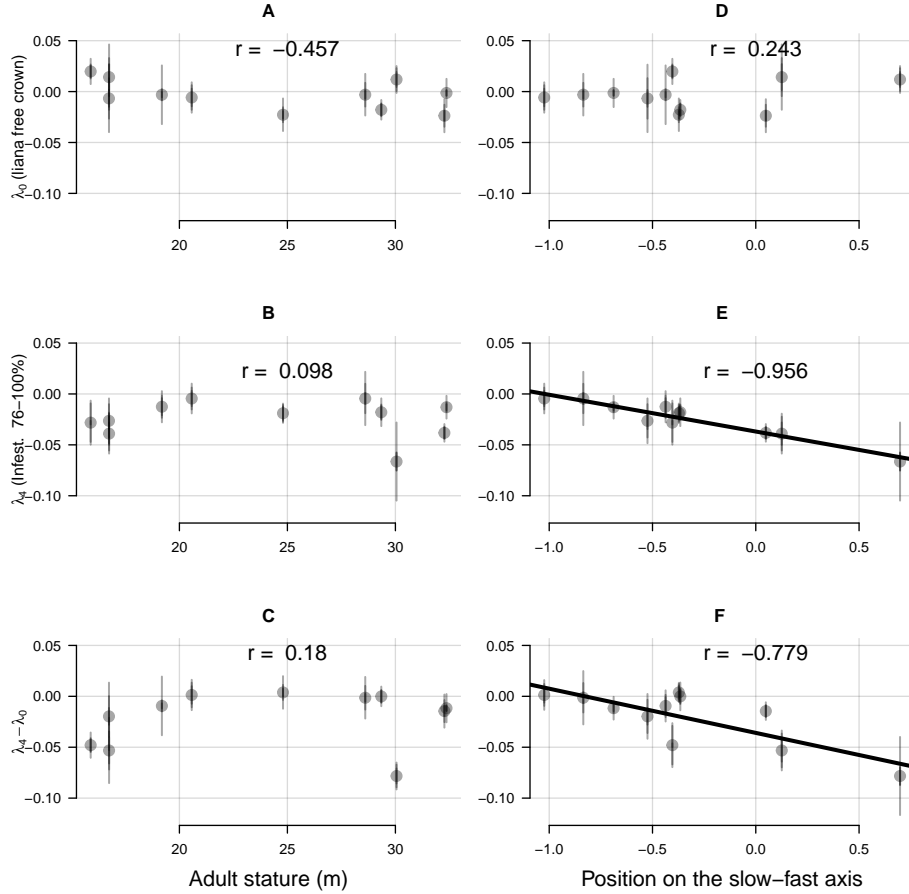 A
D
r = −0.457
r = 0.243
λ0 (liana free crown)
0.05
0.00
−0.05
−0.10
20
25
30
0.05
0.00
−0.05
−0.10
−1.0
−0.5
0.0
0.5
B
E
r = 0.098
r = −0.956
λ4 (Infest. 76−100%)
0.05
0.00
−0.05
−0.10
20
25
30
0.05
0.00
−0.05
−0.10
−1.0
−0.5
0.0
0.5
C
F
r = 0.18
r = −0.779
λ4−λ0
0.05
0.00
−0.05
−0.10
20
25
30
0.05
0.00
−0.05
−0.10
−1.0
−0.5
0.0
0.5
Adult stature (m)
Position on the slow−fast axis